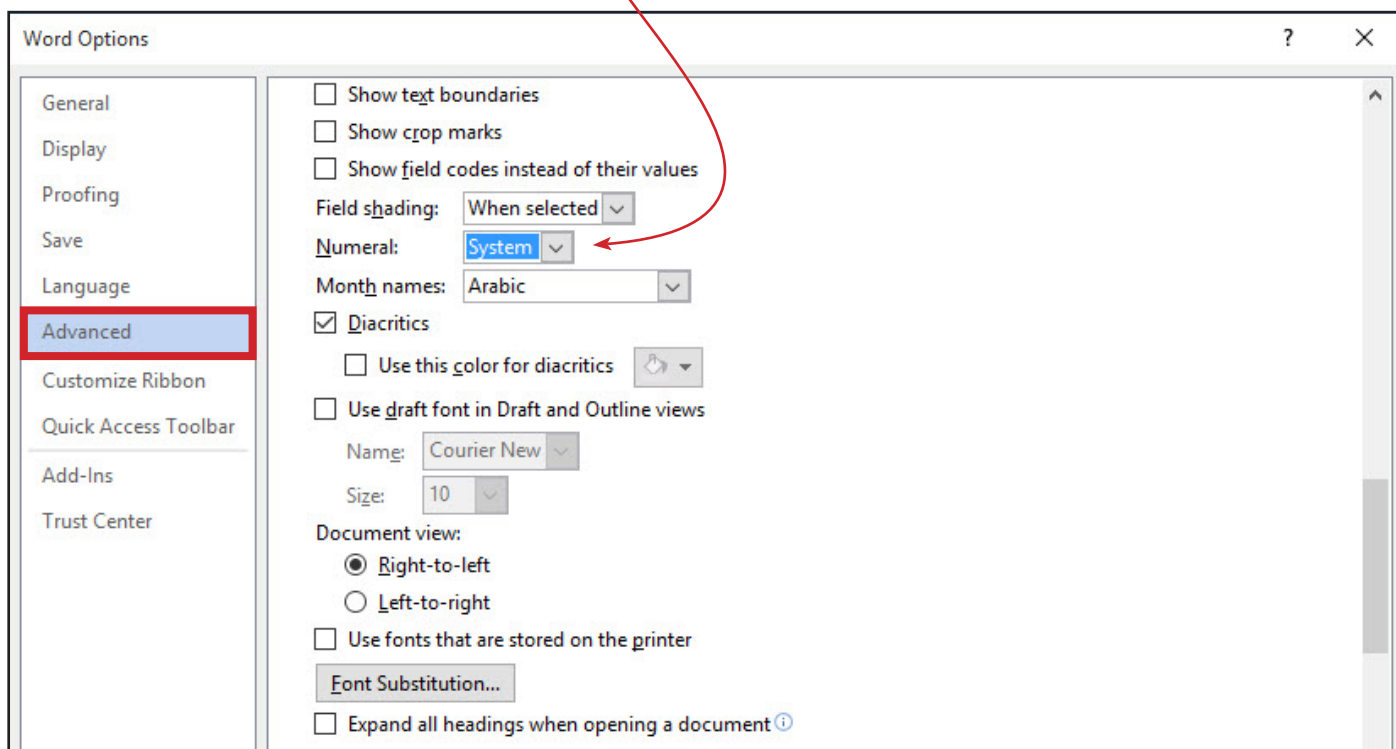 Word Options ?
General
Display
Proofing
Save
Language
Advanced
Customize Ribbon
Quick Access Toolbar
Add-Ins
Trust Center
Show text boundaries
Show crop marks
Show field codes instead of their values
Field shading: When selected
Numeral: System
Month names: Arabic
Diacritics
Use this color for diacritics
Use draft font in Draft and Outline views
Name: Courier New
Size: 10
Document view:
Right-to-left
Left-to-right
Use fonts that are stored on the printer
Font Substitution...
Expand all headings when opening a document